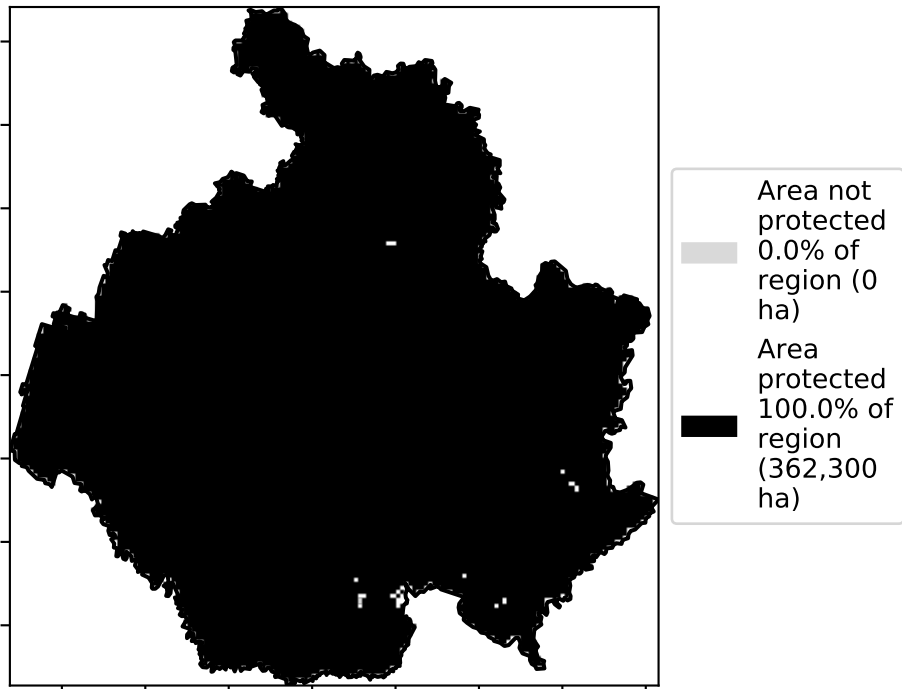 Area not
protected
0.0% of
region (0
ha)
Area
protected
100.0% of
region
(362,300
ha)